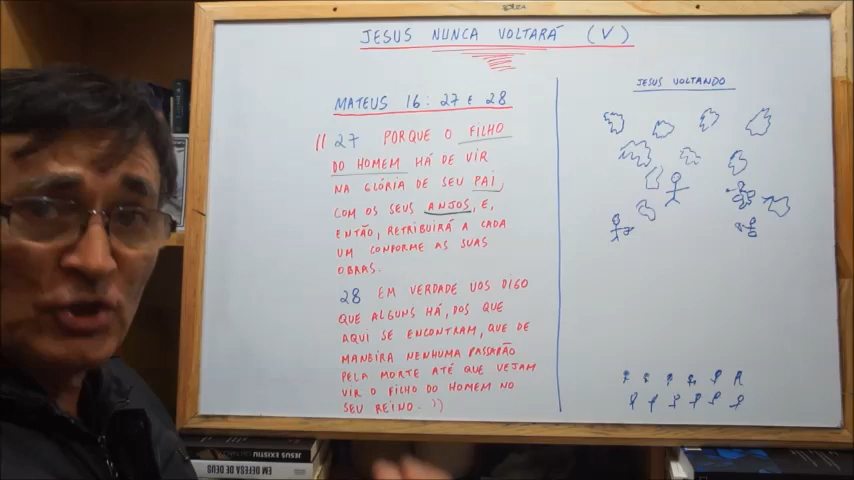 JESUS NUNCA VOLTARÁ (V)
MATEUS 16: 27 E 28
" 27 PORQUE O FILHO
DO HOMEM HÁ DE VIR
NA GLÓRIA DE SEU PAI,
COM OS SEUS ANJOS, E,
ENTÃO, RETRIBUIRÁ A CADA
UM CONFORME AS SUAS
OBRAS.
28 EM VERDADE VOS DIGO
QUE ALGUNS HÁ, DOS QUE
AQUI SE ENCONTRAM, QUE DE
MANEIRA NENHUMA PASSARÃO
PELA MORTE ATÉ QUE VEJAM
VIR O FILHO DO HOMEM NO
SEU REINO. "
JESUS VOLTANDO
JESUS EXISTIU
EM DEFESA DE DEUS